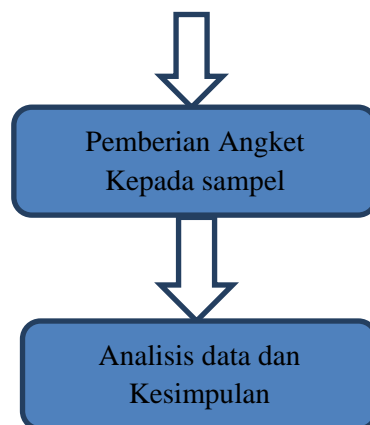 Pemberian Angket
Kepada sampel
Analisis data dan
Kesimpulan